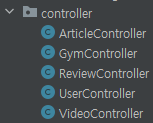 controller
C ArticleController
C GymController
C ReviewController
C UserController
C VideoController